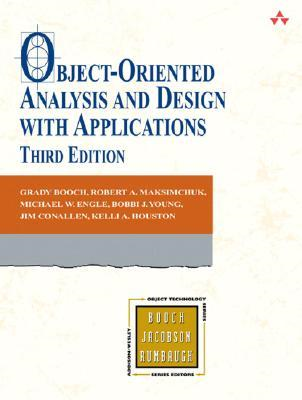 OBJECT-ORIENTED
ANALYSIS AND DESIGN
WITH APPLICATIONS
THIRD EDITION
GRADY BOOCH, ROBERT A. MAKSIMCHUK,
MICHAEL W. ENGLE, BOBBI J. YOUNG,
JIM CONALLEN, KELLI A. HOUSTON
OBJECT TECHNOLOGY
SERIES
ADDISON-WESLEY
BOOCH
JACOBSON
RUMBAUGH
SERIES EDITORS